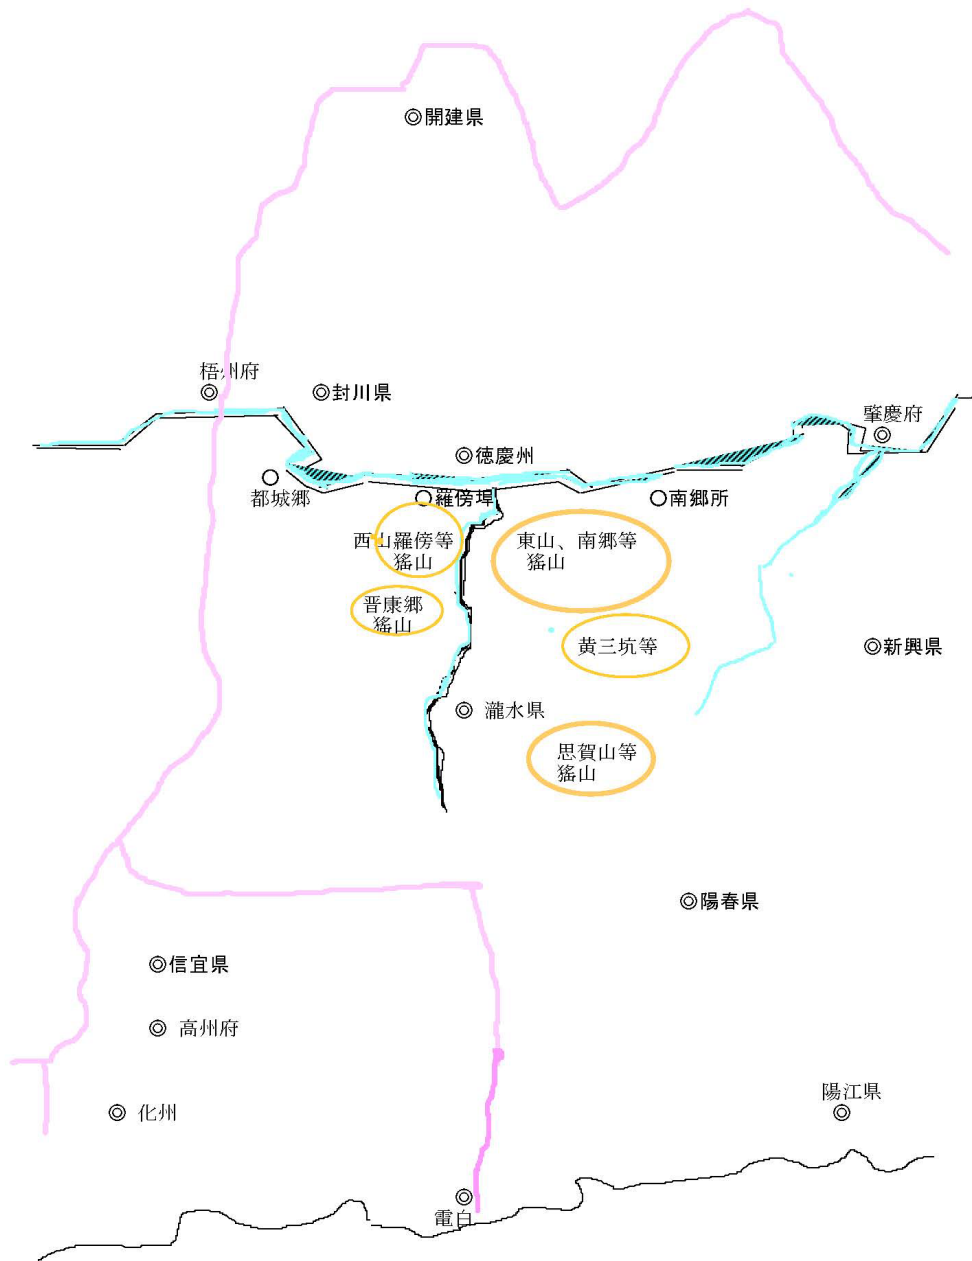 ◎開建県
梧州府
◎
◎封川県
肇慶府
◎
◎徳慶州
○
都城郷
○羅傍埠
○南郷所
西山羅傍等
猺山
東山、南郷等
猺山
晋康郷
猺山
黄三坑等
◎新興県
◎ 瀧水県
思賀山等
猺山
◎陽春県
◎信宜県
◎ 高州府
◎ 化州
陽江県
◎
◎
電白